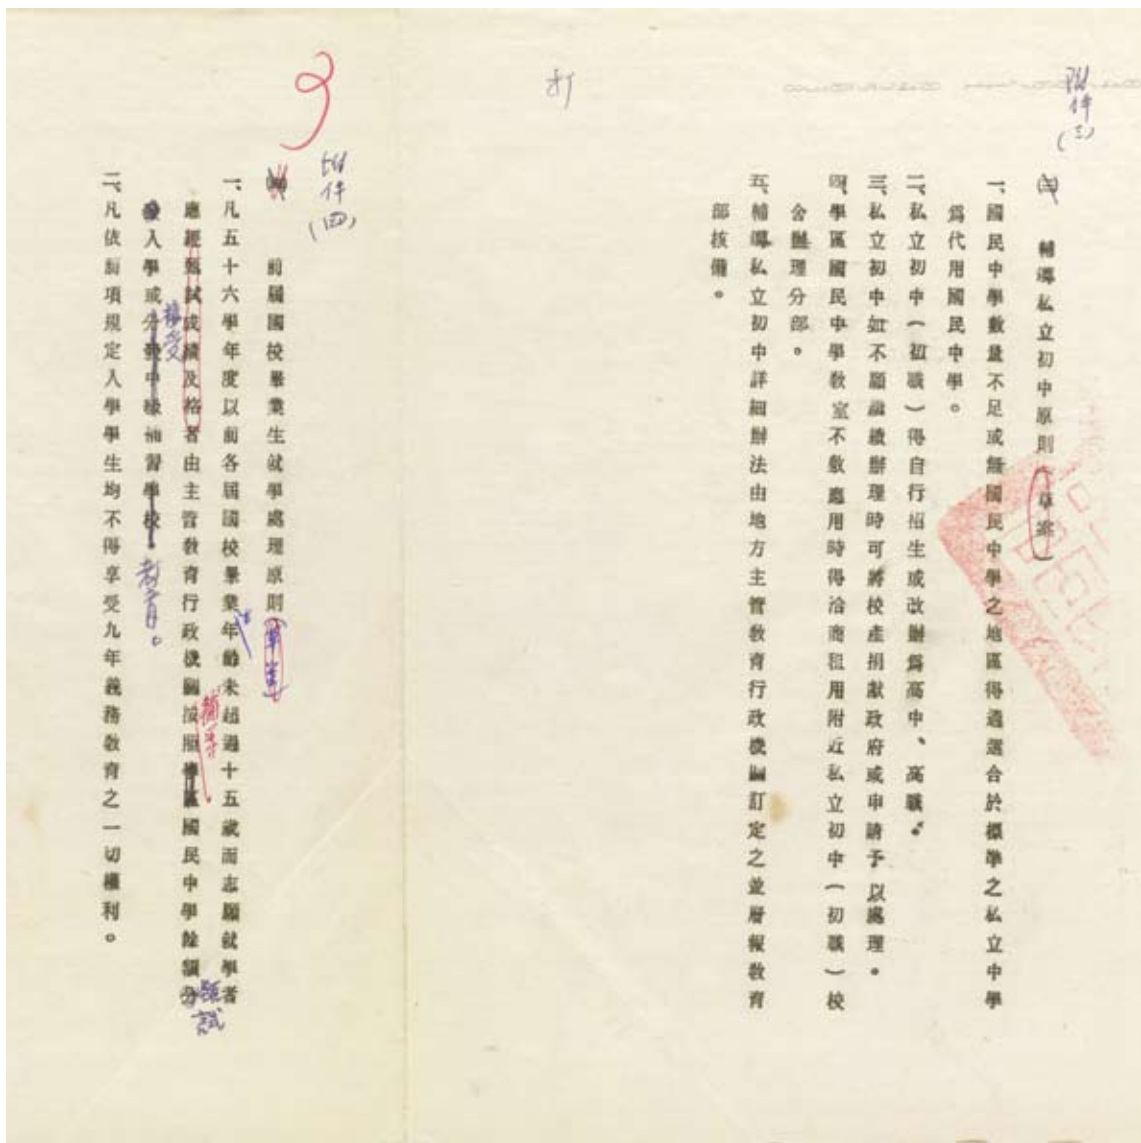 附件(三)
輔導私立初中原則(草案)
一、國民中學數量不足或無國民中學之地區得遴選合於標準之私立中學
為代用國民中學。
二、私立初中(初職)得自行招生或改辦為高中、高職。
三、私立初中如不願繼續辦理時可將校產捐獻政府或申請予以處理。
四、學區國民中學教室不敷應用時得洽商租用附近私立初中(初職)校
舍辦理分部。
五、輔導私立初中詳細辦法由地方主管教育行政機關訂定之並層報教育
部核備。
附件(四)
前屆國校畢業生就學處理原則(草案)
一、凡五十六學年度以前各屆國校畢業年齡未超過十五歲而志願就學者
應經甄試成績及格者由主管教育行政機關按照學區國民中學餘額分
發入學或分發中級補習學校。
接受
教育。
二、凡依前項規定入學學生均不得享受九年義務教育之一切權利。